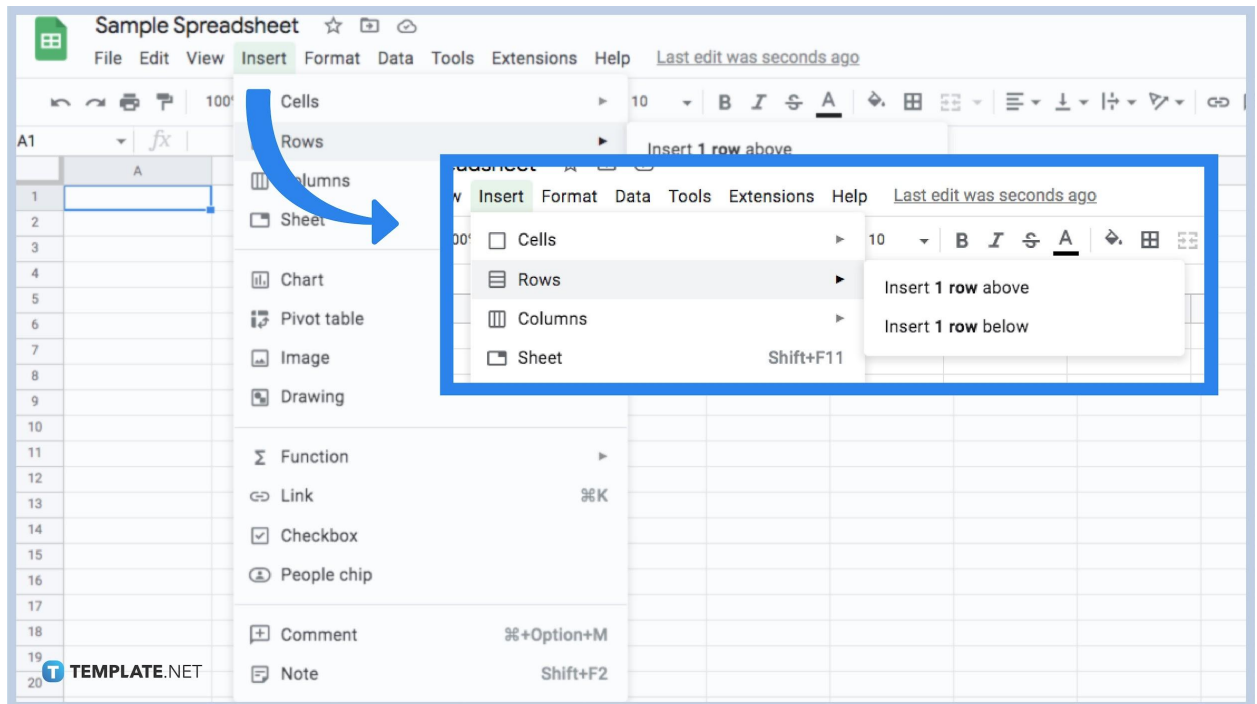 Sample Spreadsheet
File Edit View Insert Format Data Tools Extensions Help Last edit was seconds ago
100% Cells 10 B I S A
A1 fx Rows Insert 1 row above
A Columns
1 Sheet
2
3
4 Chart
5
6 Pivot table
7 Image
8
9 Drawing
10
11 Function
12
13 Link ⌘K
14 Checkbox
15
16 People chip
17
18 Comment ⌘+Option+M
19
20 Note Shift+F2
Spreadsheet
w Insert Format Data Tools Extensions Help Last edit was seconds ago
00% Cells 10 B I S A
Rows Insert 1 row above
Columns Insert 1 row below
Sheet Shift+F11
T TEMPLATE.NET